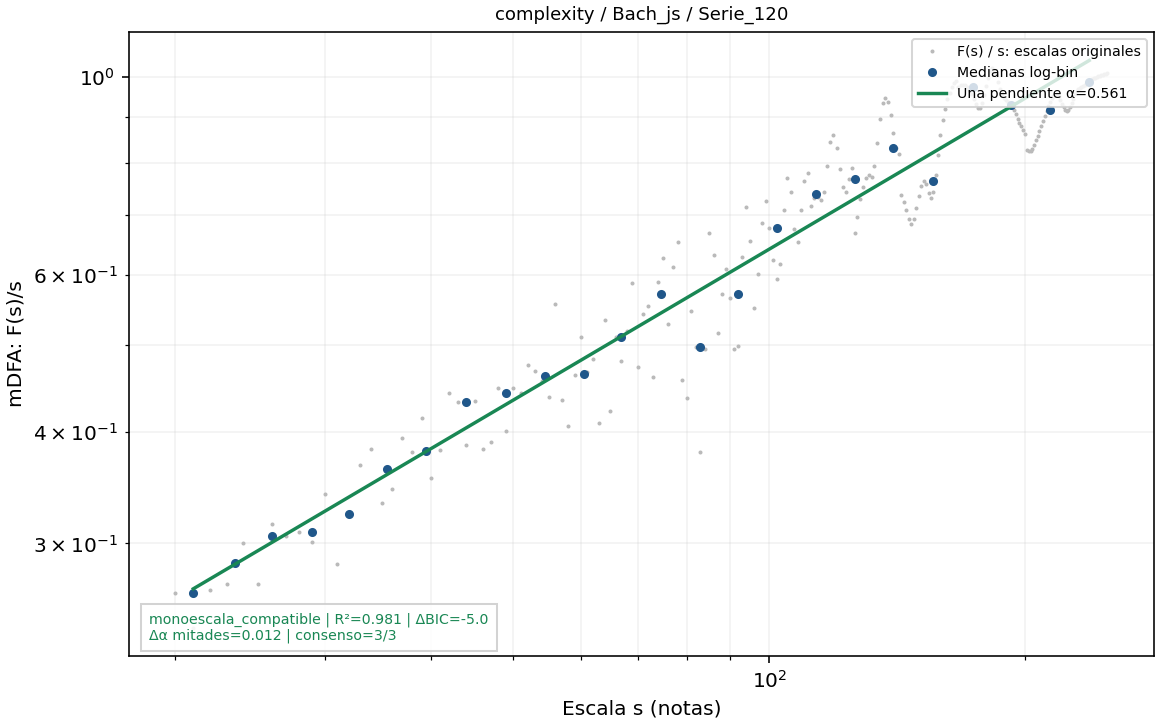 complexity / Bach_js / Serie_120
F(s) / s: escalas originales
Medianas log-bin
Una pendiente α=0.561
10⁰
6 × 10⁻¹
4 × 10⁻¹
3 × 10⁻¹
mDFA: F(s)/s
monoescala_compatible | R²=0.981 | ΔBIC=-5.0
Δα mitades=0.012 | consenso=3/3
10²
Escala s (notas)